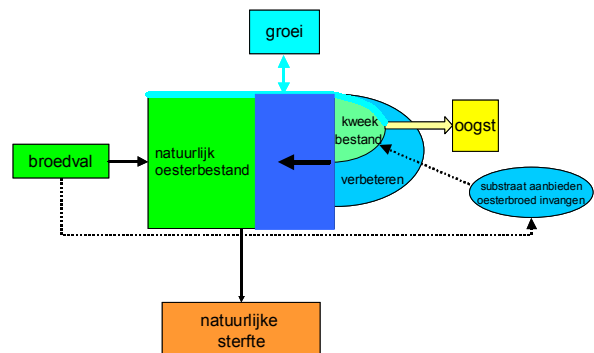 groei
kweek
bestand
oogst
natuurlijk
oesterbestand
broedval
verbeteren
substraat aanbieden
oesterbroed invangen
natuurlijke
sterfte